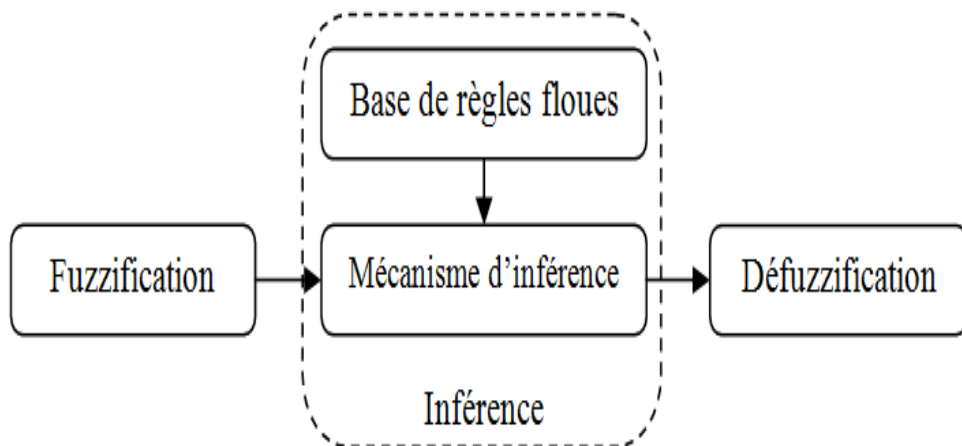 Base de règles floues
Fuzzification
Mécanisme d'inférence
Défuzzification
Inférence